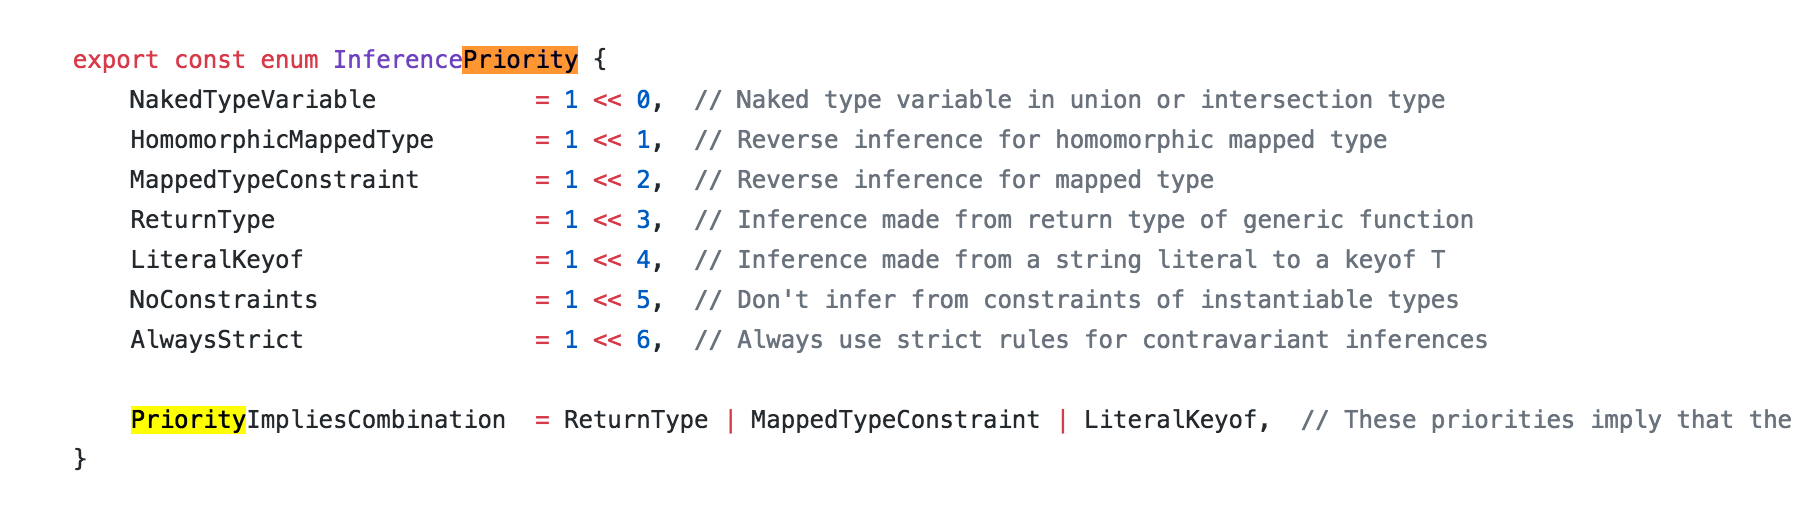 export const enum InferencePriority {
    NakedTypeVariable           = 1 << 0,  // Naked type variable in union or intersection type
    HomomorphicMappedType       = 1 << 1,  // Reverse inference for homomorphic mapped type
    MappedTypeConstraint        = 1 << 2,  // Reverse inference for mapped type
    ReturnType                  = 1 << 3,  // Inference made from return type of generic function
    LiteralKeyof                = 1 << 4,  // Inference made from a string literal to a keyof T
    NoConstraints               = 1 << 5,  // Don't infer from constraints of instantiable types
    AlwaysStrict                = 1 << 6,  // Always use strict rules for contravariant inferences

    PriorityImpliesCombination  = ReturnType | MappedTypeConstraint | LiteralKeyof,  // These priorities imply that the
}